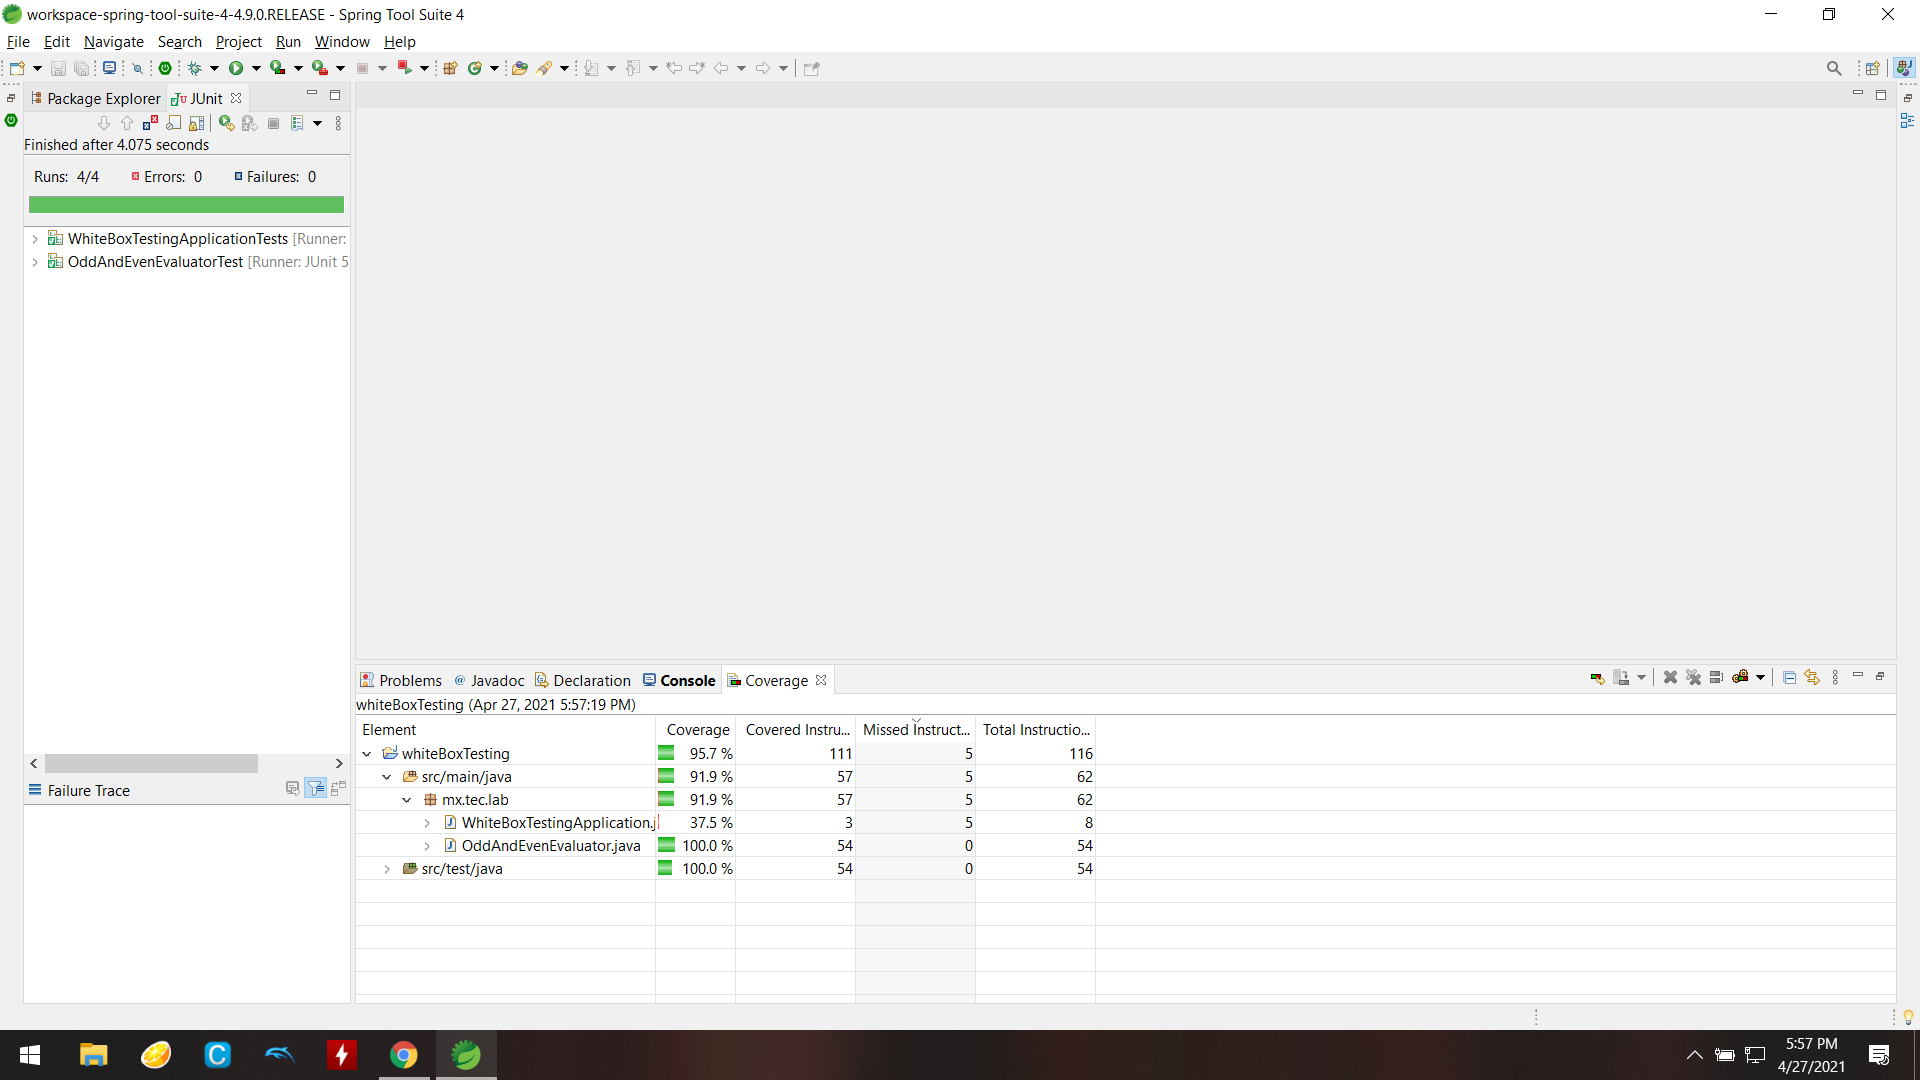 workspace-spring-tool-suite-4-4.9.0.RELEASE - Spring Tool Suite 4
File Edit Navigate Search Project Run Window Help
Package Explorer JUnit
Finished after 4.075 seconds
Runs: 4/4 Errors: 0 Failures: 0
WhiteBoxTestingApplicationTests [Runner:
OddAndEvenEvaluatorTest [Runner: JUnit 5
Failure Trace
Problems @ Javadoc Declaration Console Coverage
whiteBoxTesting (Apr 27, 2021 5:57:19 PM)
Element Coverage Covered Instru... Missed Instruct... Total Instructio...
whiteBoxTesting 95.7 % 111 5 116
src/main/java 91.9 % 57 5 62
mx.tec.lab 91.9 % 57 5 62
WhiteBoxTestingApplication.j 37.5 % 3 5 8
OddAndEvenEvaluator.java 100.0 % 54 0 54
src/test/java 100.0 % 54 0 54
5:57 PM
4/27/2021